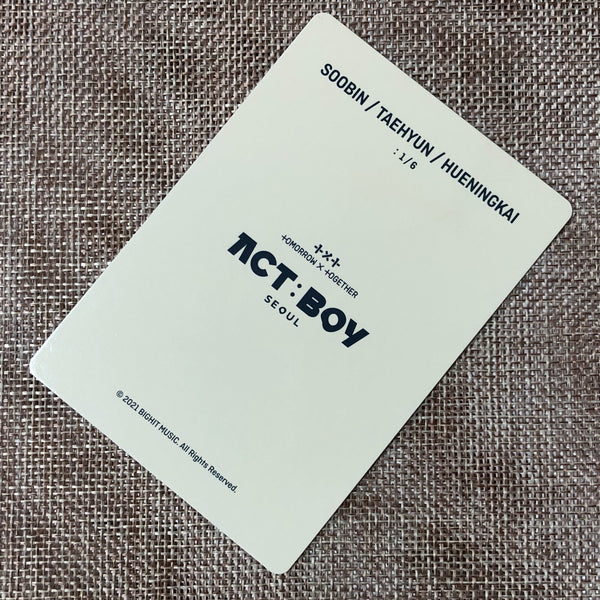 SOOBIN / TAEHYUN / HUENINGKAI
: 1/6
t×t
tOMORROW × tOGETHER
ACT : BOY
SEOUL
© 2021 BIGHIT MUSIC. All Rights Reserved.